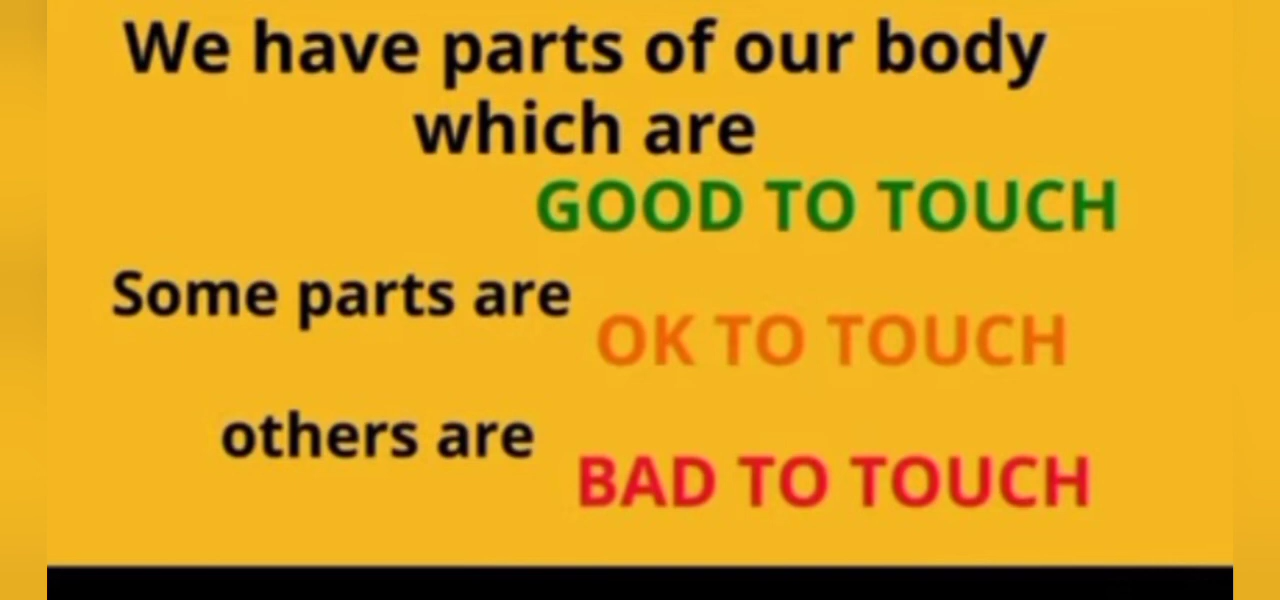 We have parts of our body
which are
GOOD TO TOUCH
Some parts are
OK TO TOUCH
others are
BAD TO TOUCH